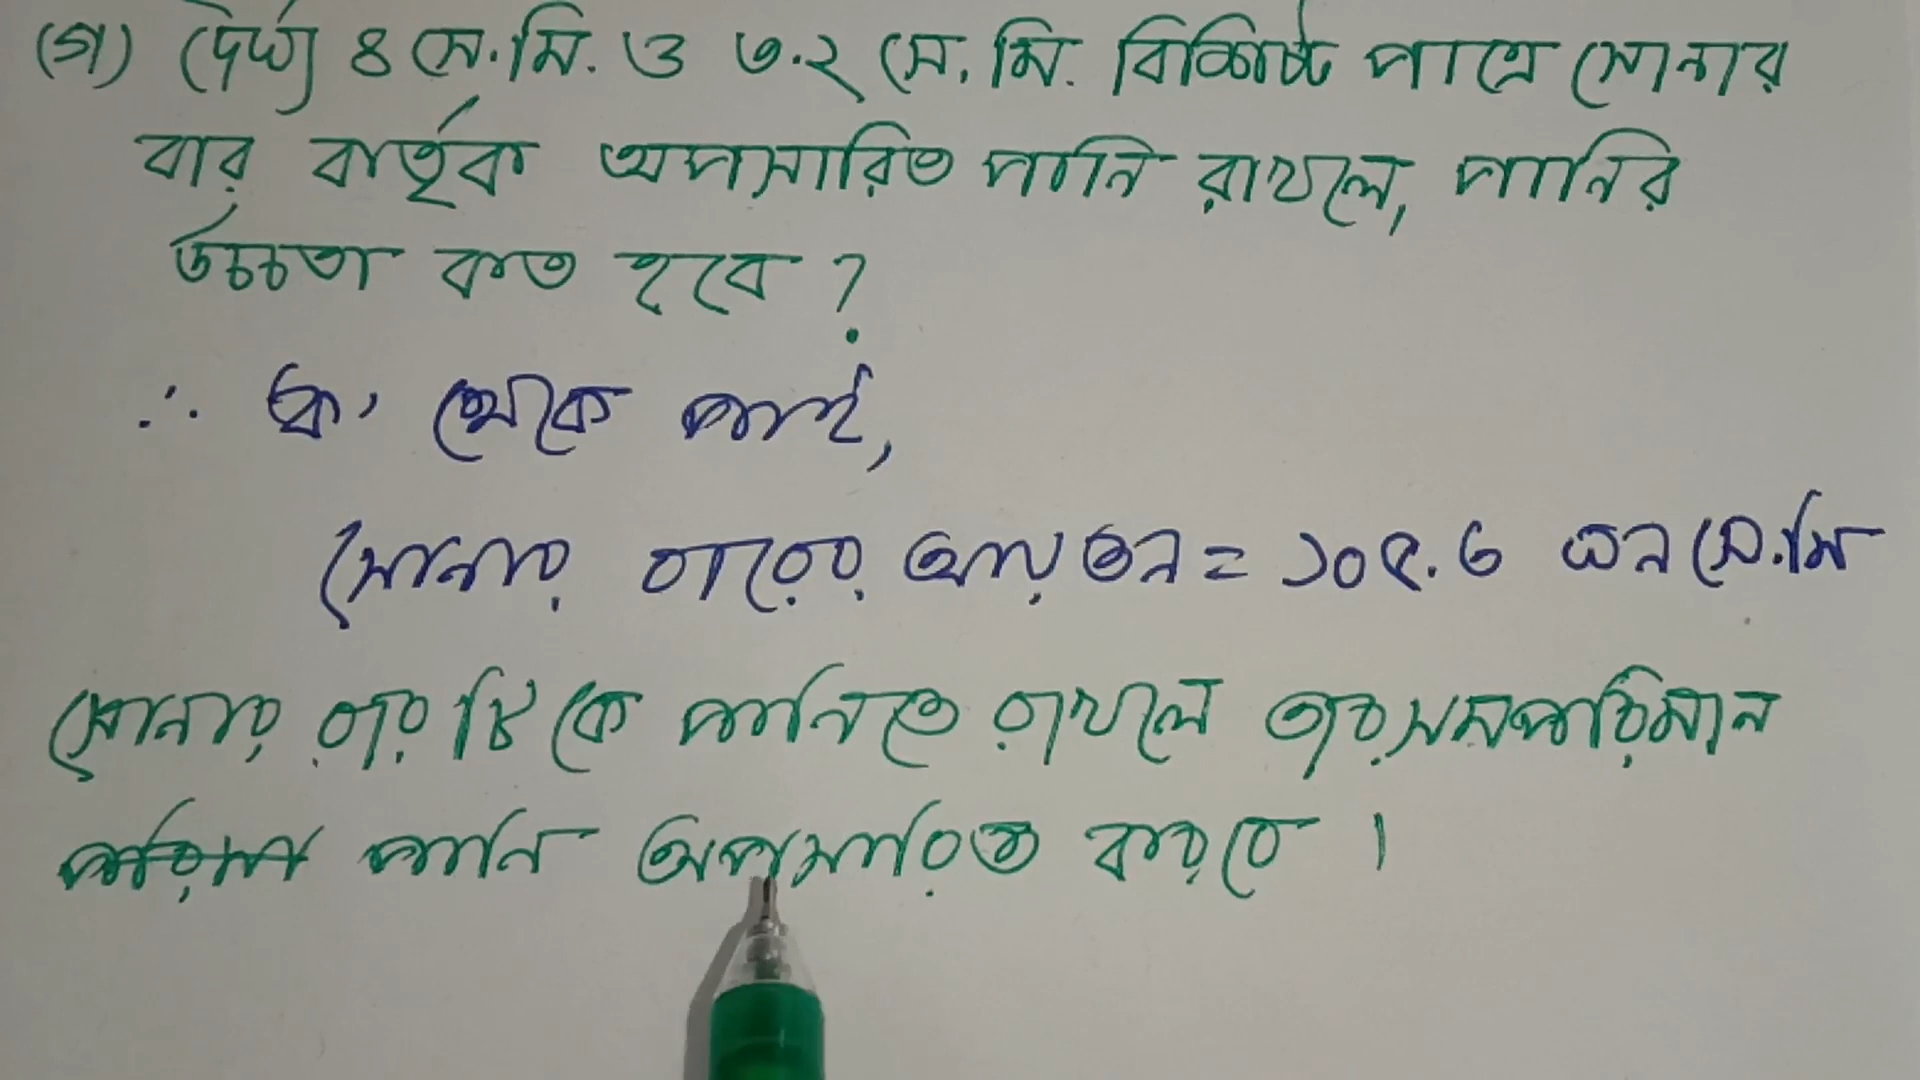 (গ) দৈর্ঘ্য ৪ সে.মি. ও ৩.২ সে.মি. বিশিষ্ট পাত্রে সোনার
বার কর্তৃক অপসারিত পানি রাখলে, পানির
উচ্চতা কত হবে ?
∴ 'ক' থেকে পাই,
সোনার বারের আয়তন = ১০৫.৬ ঘন সে.মি
সোনার বার টিকে পানিতে রাখলে তার সমপরিমান
পানি অপসারিত করবে ।